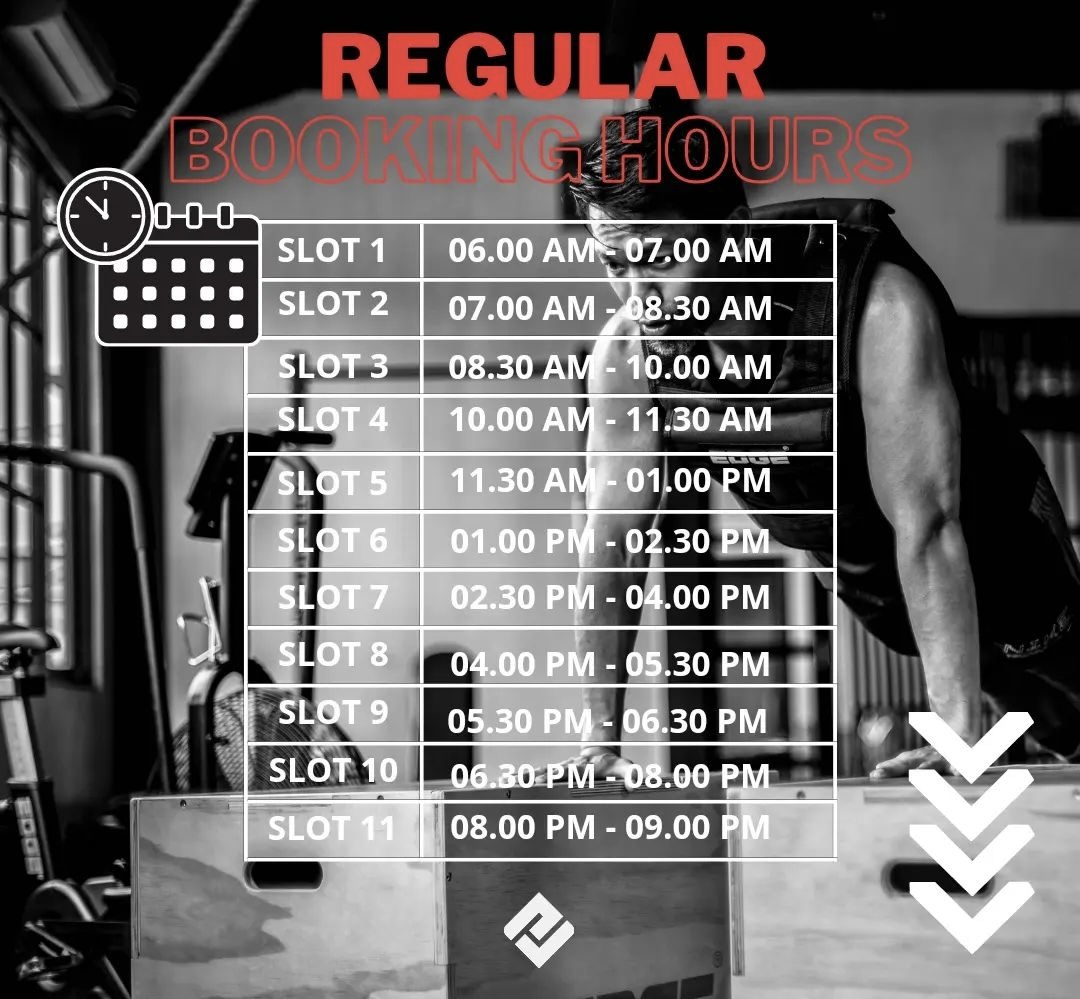 REGULAR
BOOKING HOURS
SLOT 1 06.00 AM - 07.00 AM
SLOT 2 07.00 AM - 08.30 AM
SLOT 3 08.30 AM - 10.00 AM
SLOT 4 10.00 AM - 11.30 AM
EDGE
SLOT 5 11.30 AM - 01.00 PM
SLOT 6 01.00 PM - 02.30 PM
SLOT 7 02.30 PM - 04.00 PM
SLOT 8 04.00 PM - 05.30 PM
SLOT 9 05.30 PM - 06.30 PM
SLOT 10 06.30 PM - 08.00 PM
SLOT 11 08.00 PM - 09.00 PM